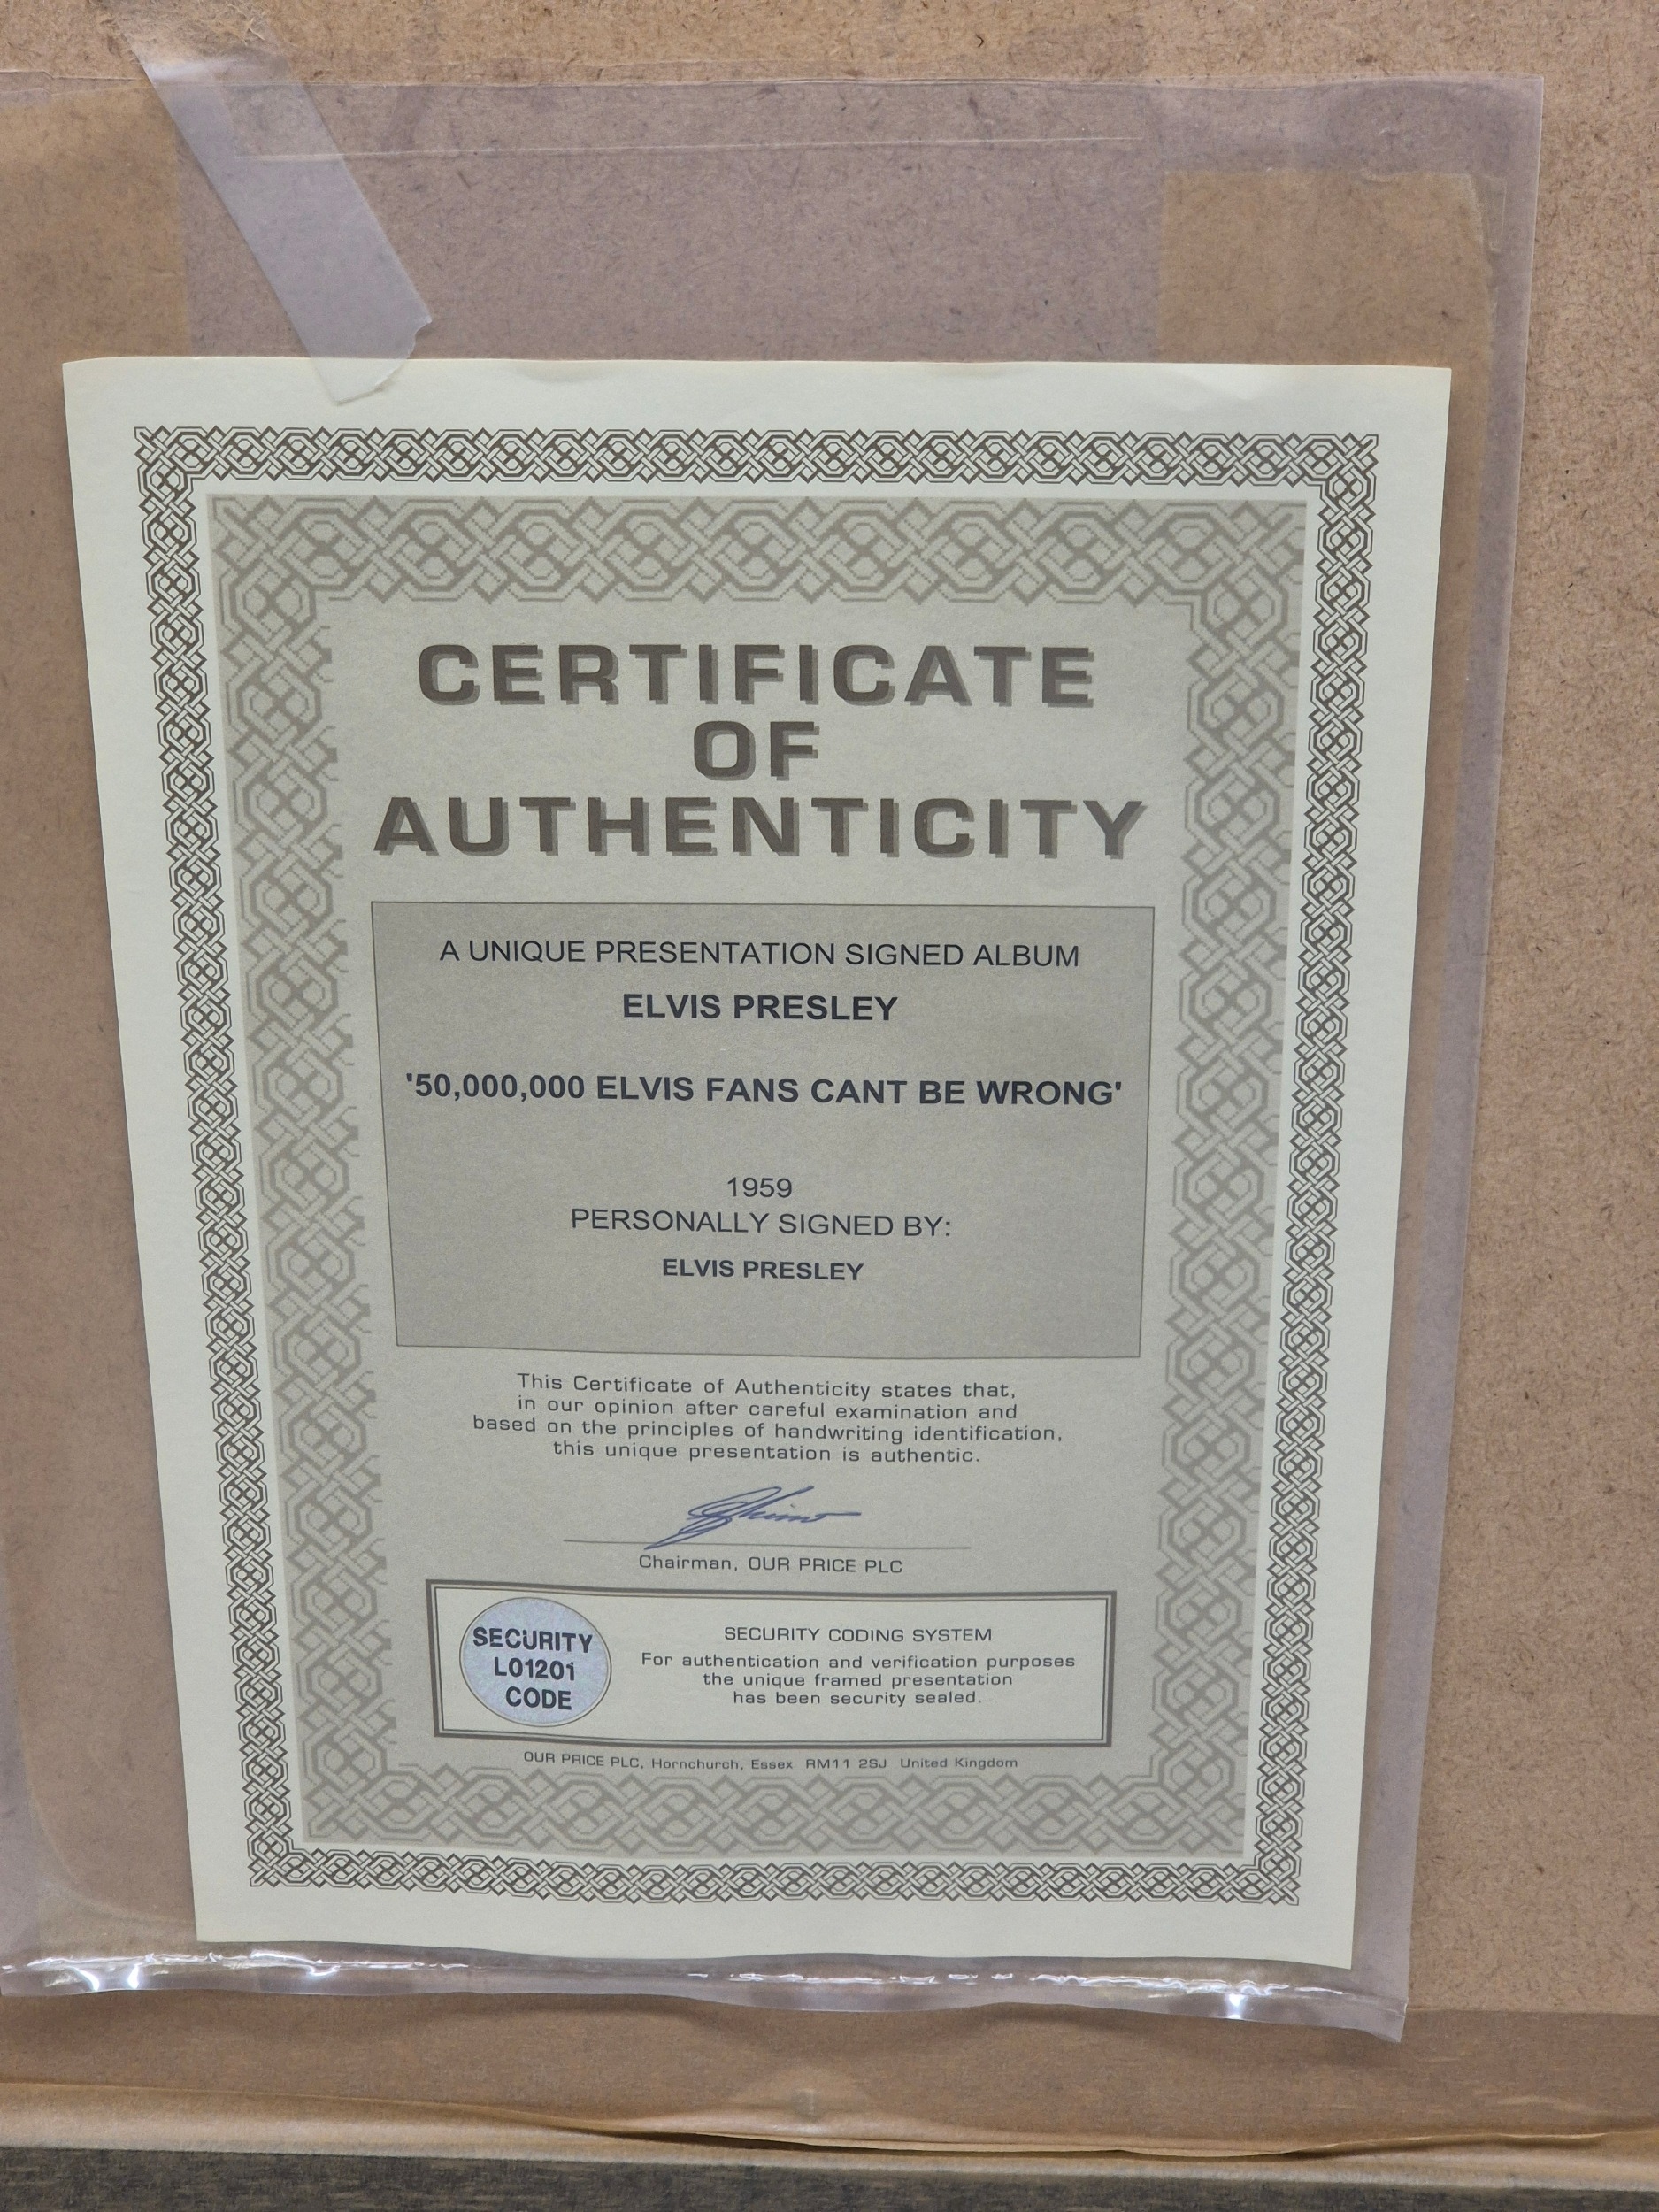 CERTIFICATE
OF
AUTHENTICITY
A UNIQUE PRESENTATION SIGNED ALBUM
ELVIS PRESLEY
'50,000,000 ELVIS FANS CANT BE WRONG'
1959
PERSONALLY SIGNED BY:
ELVIS PRESLEY
This Certificate of Authenticity states that,
in our opinion after careful examination and
based on the principles of handwriting identification,
this unique presentation is authentic.
Chairman, OUR PRICE PLC
SECURITY
L01201
CODE
SECURITY CODING SYSTEM
For authentication and verification purposes
the unique framed presentation
has been security sealed.
OUR PRICE PLC, Hornchurch, Essex RM11 2SJ United Kingdom